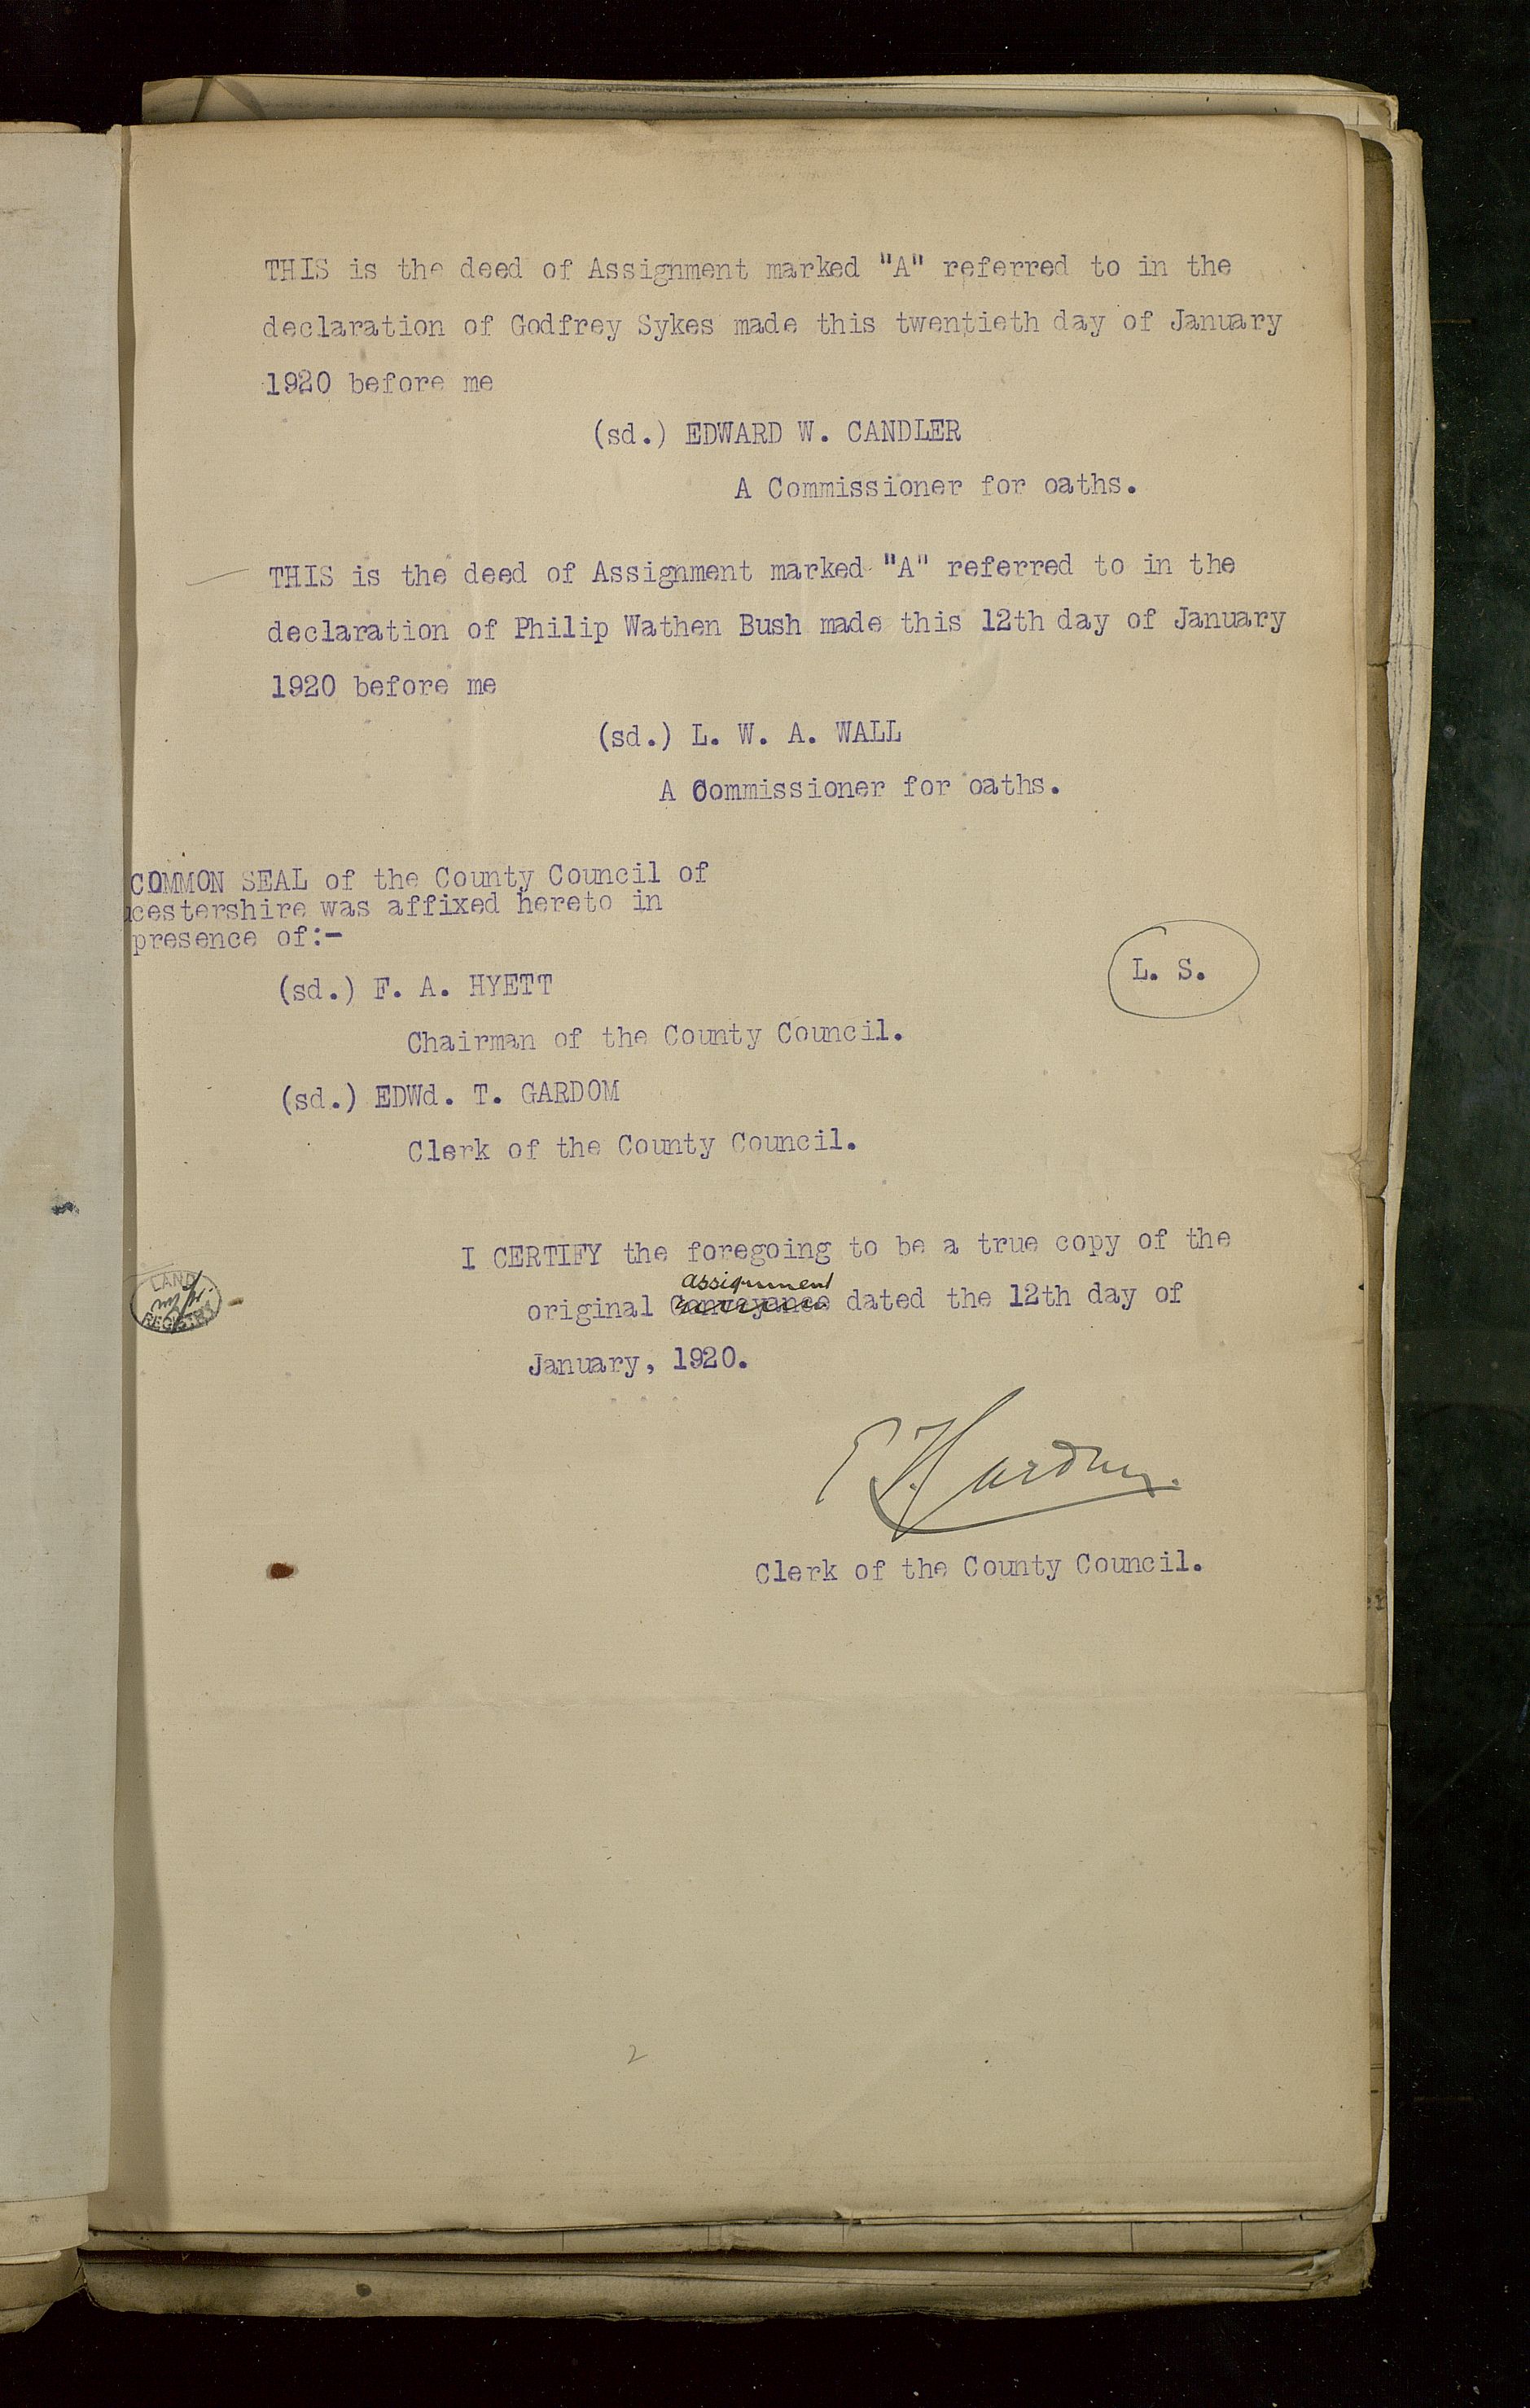 THIS is the deed of Assignment marked "A" referred to in the
declaration of Godfrey Sykes made this twentieth day of January
1920 before me
(sd.) EDWARD W. CANDLER
A Commissioner for oaths.
THIS is the deed of Assignment marked "A" referred to in the
declaration of Philip Wathen Bush made this 12th day of January
1920 before me
(sd.) L. W. A. WALL
A Commissioner for oaths.
COMMON SEAL of the County Council of
cestershire was affixed hereto in
presence of:-
L. S.
(sd.) F. A. HYETT
Chairman of the County Council.
(sd.) EDWd. T. GARDOM
Clerk of the County Council.
I CERTIFY the foregoing to be a true copy of the
assignment
original Conveyance dated the 12th day of
January, 1920.
LAND
REGISTRY
E. T. Gardom.
Clerk of the County Council.
2